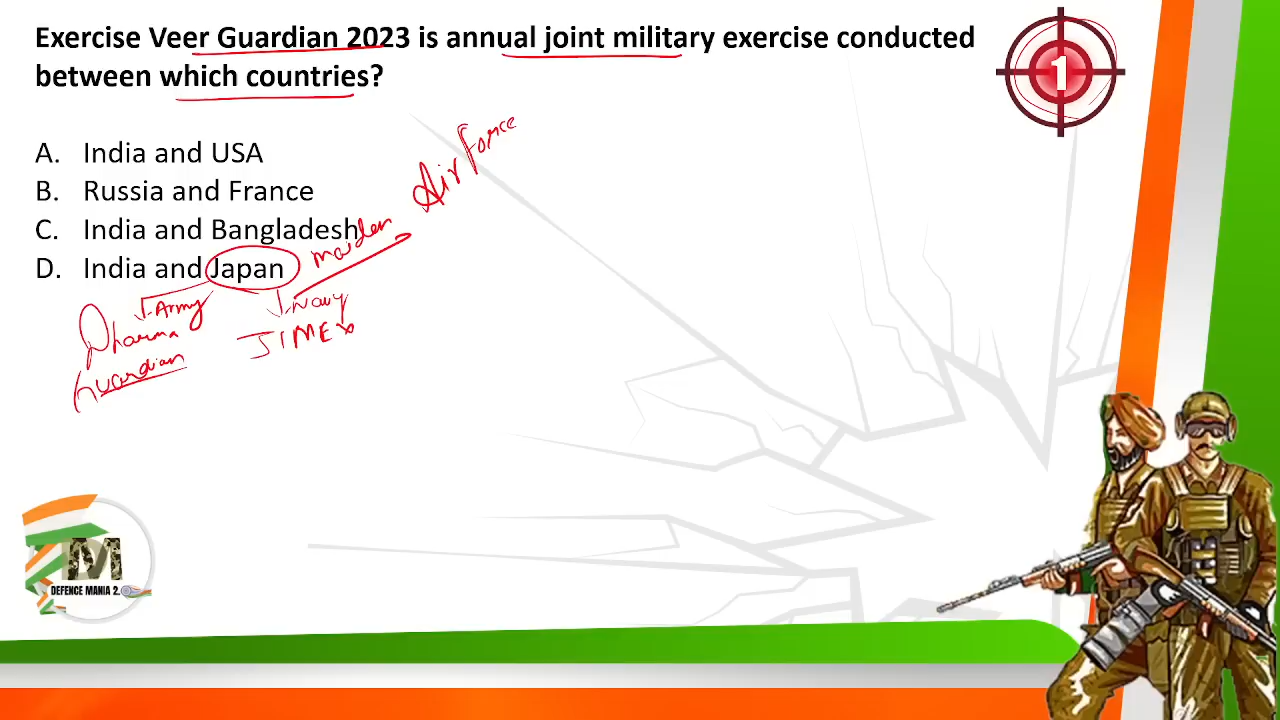 Exercise Veer Guardian 2023 is annual joint military exercise conducted
between which countries?
1
A. India and USA
B. Russia and France
C. India and Bangladesh
D. India and Japan
maiden
Air Force
Army
Navy
Dharma
Guardian
JIMEX
M
DEFENCE MANIA 2.